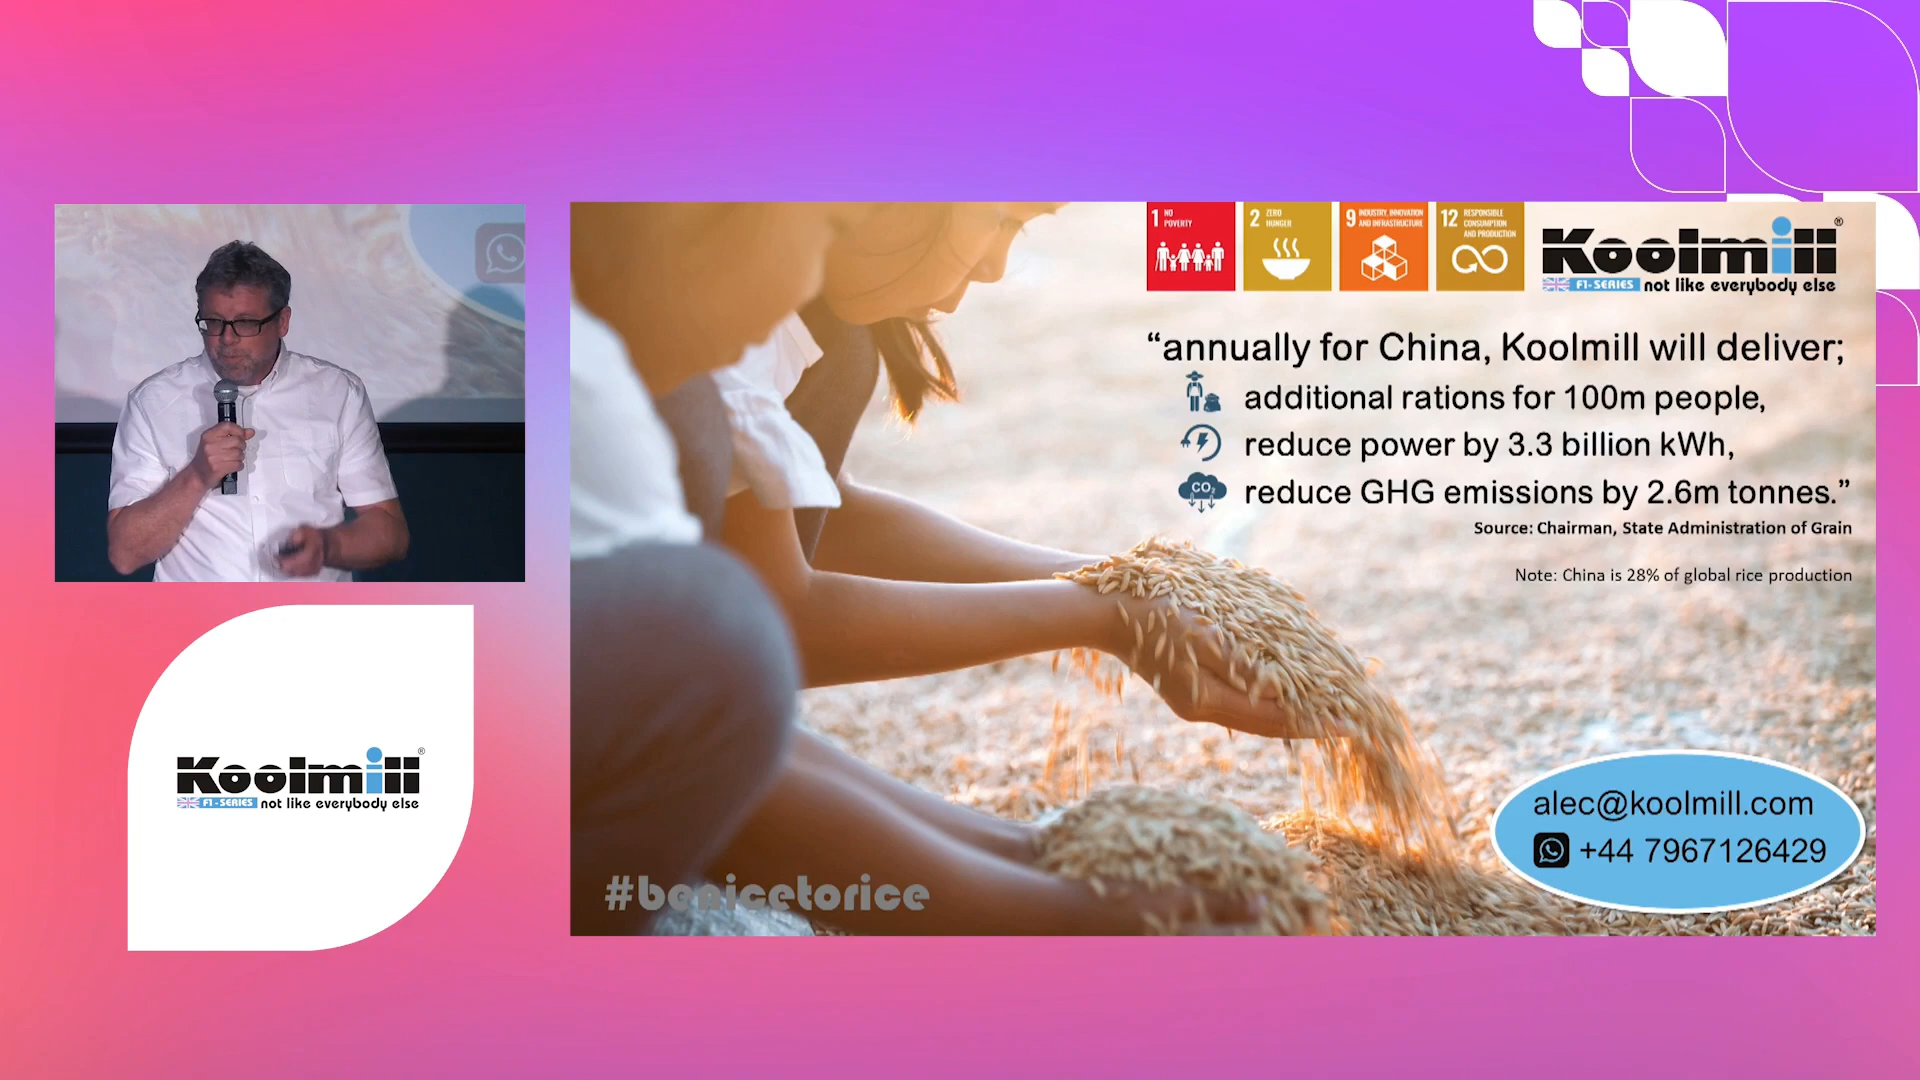 1 NO
POVERTY
2 ZERO
HUNGER
9 INDUSTRY, INNOVATION
AND INFRASTRUCTURE
12 RESPONSIBLE
CONSUMPTION
AND PRODUCTION
Koolmill®
F1-SERIES not like everybody else
“annually for China, Koolmill will deliver;
additional rations for 100m people,
reduce power by 3.3 billion kWh,
CO₂ reduce GHG emissions by 2.6m tonnes.”
Source: Chairman, State Administration of Grain
Note: China is 28% of global rice production
alec@koolmill.com
+44 7967126429
#benicetorice
Koolmill®
F1-SERIES not like everybody else